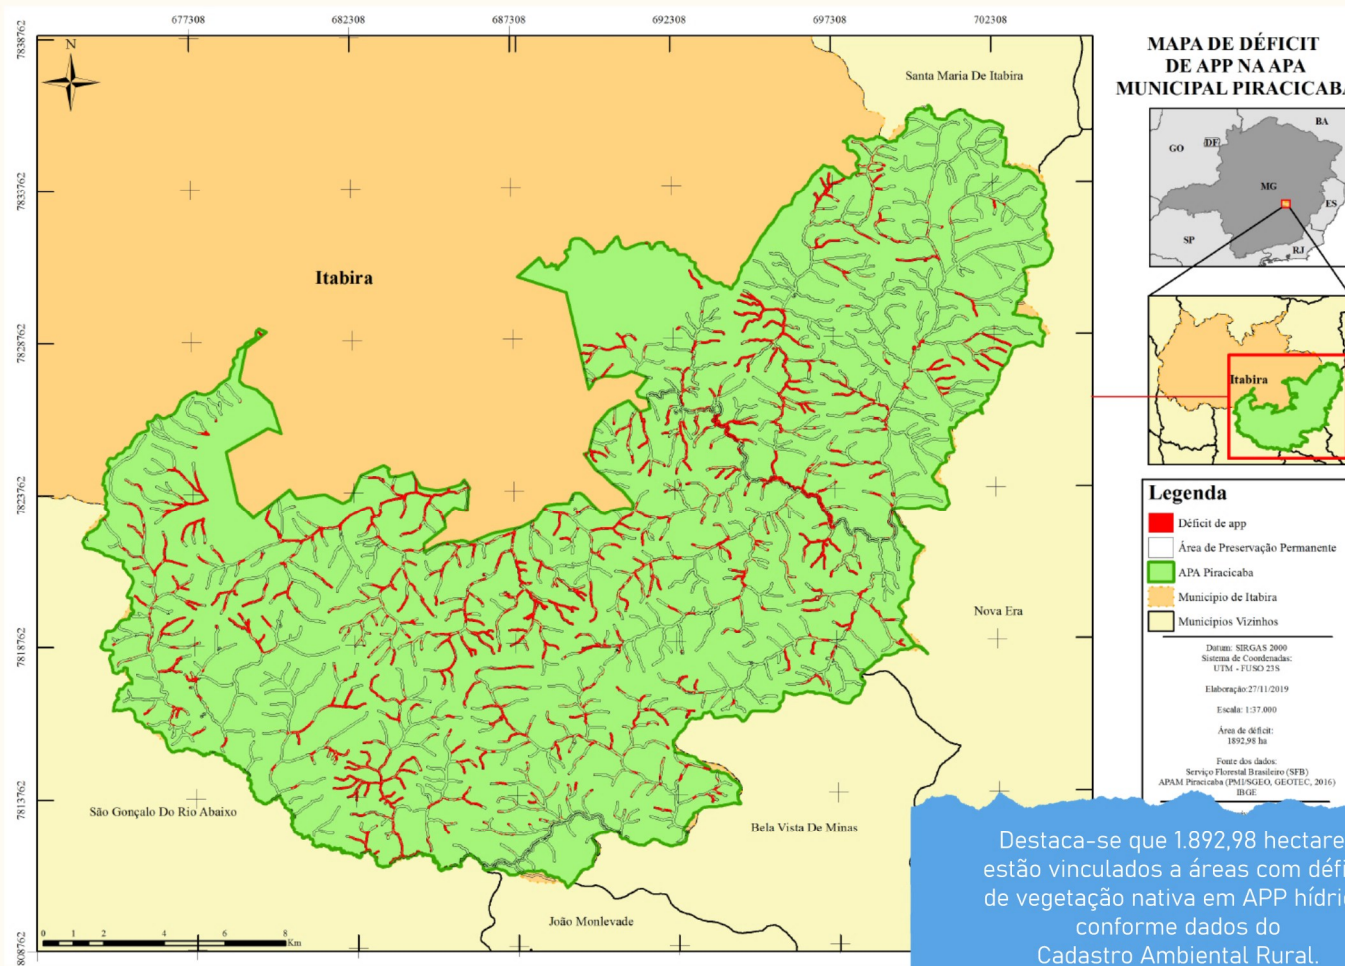 677308 682308 687308 692308 697308 702308
7838762
7833762
7828762
7823762
7818762
7813762
808762
N
Santa Maria De Itabira
Itabira
Nova Era
São Gonçalo Do Rio Abaixo
Bela Vista De Minas
João Monlevade
0 1 2 4 6 8
Km
MAPA DE DÉFICIT
DE APP NA APA
MUNICIPAL PIRACICABA
BA
GO
DF
MG
ES
SP
RJ
Itabira
Legenda
Déficit de app
Área de Preservação Permanente
APA Piracicaba
Município de Itabira
Municípios Vizinhos
Datum: SIRGAS 2000
Sistema de Coordenadas:
UTM - FUSO 23S
Elaboração:27/11/2019
Escala: 1:37.000
Área de déficit:
1892,98 ha
Fonte dos dados:
Serviço Florestal Brasileiro (SFB)
APAM Piracicaba (PMI/SGEO, GEOTEC, 2016)
IBGE
Destaca-se que 1.892,98 hectare
estão vinculados a áreas com défi
de vegetação nativa em APP hídri
conforme dados do
Cadastro Ambiental Rural.